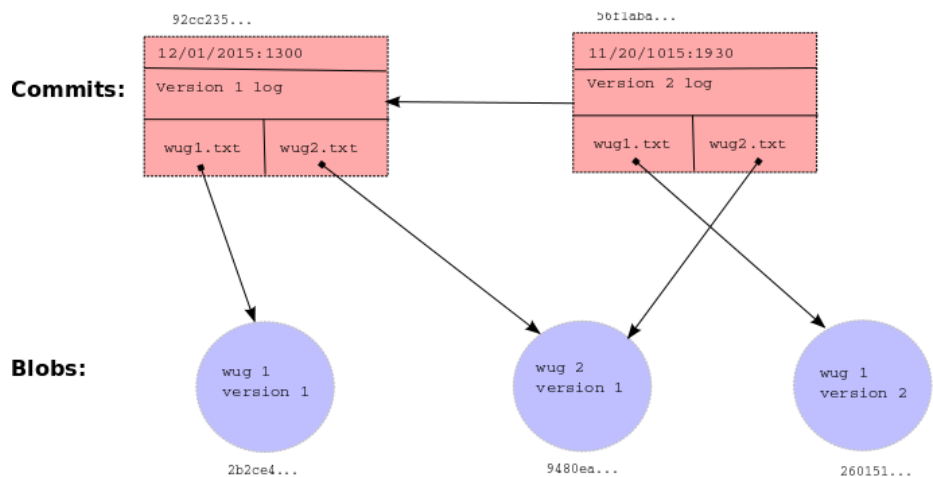 92cc235...
56f1aba...
12/01/2015:1300
11/20/1015:1930
Commits:
Version 1 log
Version 2 log
wug1.txt
wug2.txt
wug1.txt
wug2.txt
Blobs:
wug 1
version 1
wug 2
version 1
wug 1
version 2
2b2ce4...
9480ea...
260151...